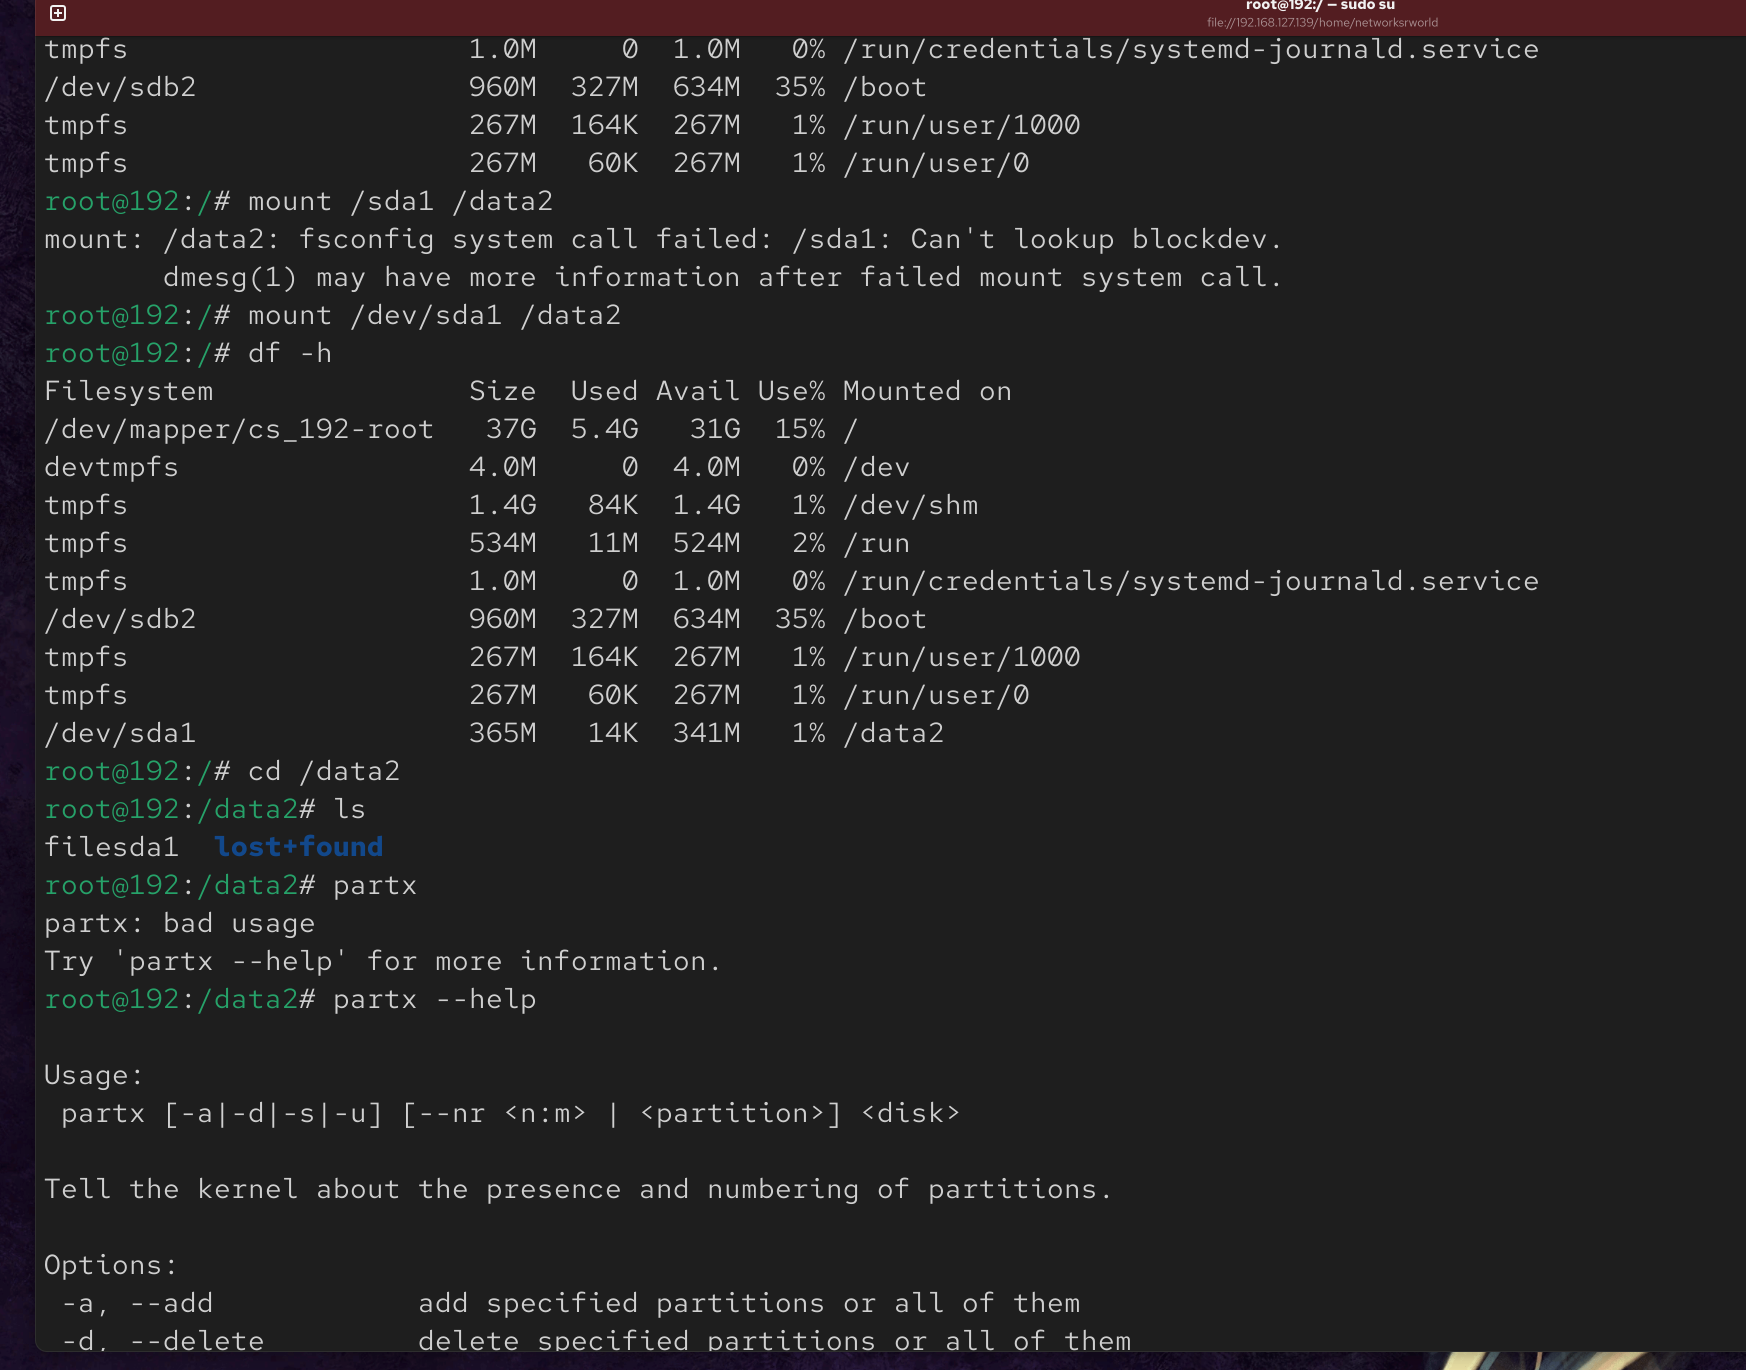 root@192:/ — sudo su
file://192.168.127.139/home/networksrworld
tmpfs                    1.0M     0  1.0M   0% /run/credentials/systemd-journald.service
/dev/sdb2                960M  327M  634M  35% /boot
tmpfs                    267M  164K  267M   1% /run/user/1000
tmpfs                    267M   60K  267M   1% /run/user/0
root@192:/# mount /sda1 /data2
mount: /data2: fsconfig system call failed: /sda1: Can't lookup blockdev.
       dmesg(1) may have more information after failed mount system call.
root@192:/# mount /dev/sda1 /data2
root@192:/# df -h
Filesystem               Size  Used Avail Use% Mounted on
/dev/mapper/cs_192-root   37G  5.4G   31G  15% /
devtmpfs                 4.0M     0  4.0M   0% /dev
tmpfs                    1.4G   84K  1.4G   1% /dev/shm
tmpfs                    534M   11M  524M   2% /run
tmpfs                    1.0M     0  1.0M   0% /run/credentials/systemd-journald.service
/dev/sdb2                960M  327M  634M  35% /boot
tmpfs                    267M  164K  267M   1% /run/user/1000
tmpfs                    267M   60K  267M   1% /run/user/0
/dev/sda1                365M   14K  341M   1% /data2
root@192:/# cd /data2
root@192:/data2# ls
filesda1  lost+found
root@192:/data2# partx
partx: bad usage
Try 'partx --help' for more information.
root@192:/data2# partx --help
Usage:
 partx [-a|-d|-s|-u] [--nr <n:m> | <partition>] <disk>
Tell the kernel about the presence and numbering of partitions.
Options:
 -a, --add            add specified partitions or all of them
 -d, --delete         delete specified partitions or all of them